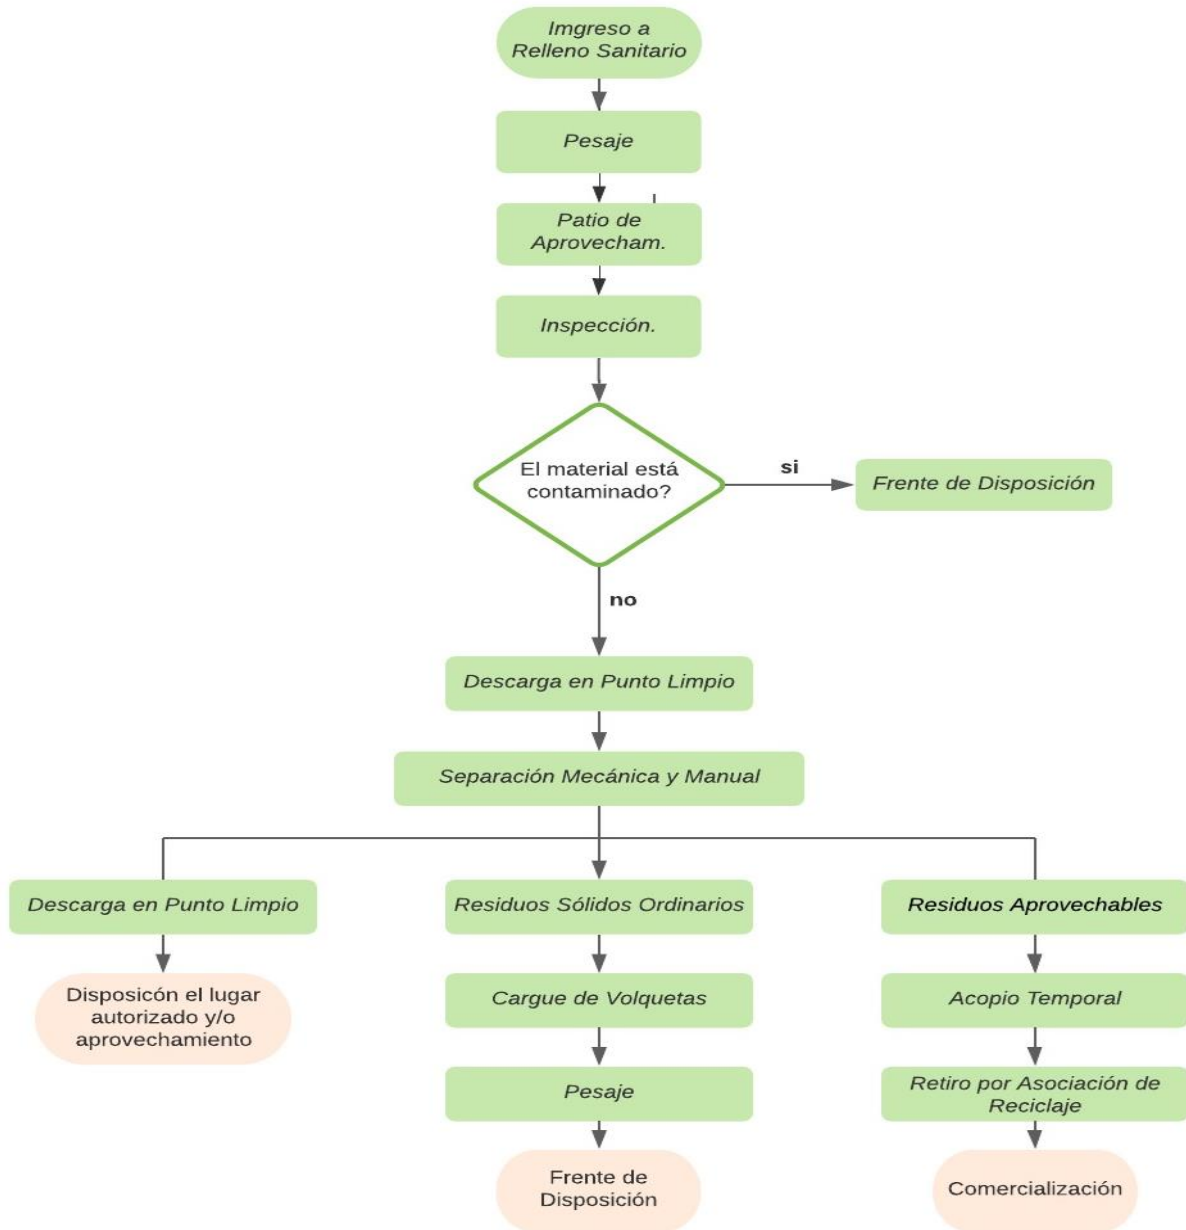 Imgreso a
Relleno Sanitario
Pesaje
Patio de
Aprovecham.
Inspección.
El material está
contaminado?
si
Frente de Disposición
no
Descarga en Punto Limpio
Separación Mecánica y Manual
Descarga en Punto Limpio
Disposicón el lugar
autorizado y/o
aprovechamiento
Residuos Sólidos Ordinarios
Cargue de Volquetas
Pesaje
Frente de
Disposición
Residuos Aprovechables
Acopio Temporal
Retiro por Asociación de
Reciclaje
Comercialización